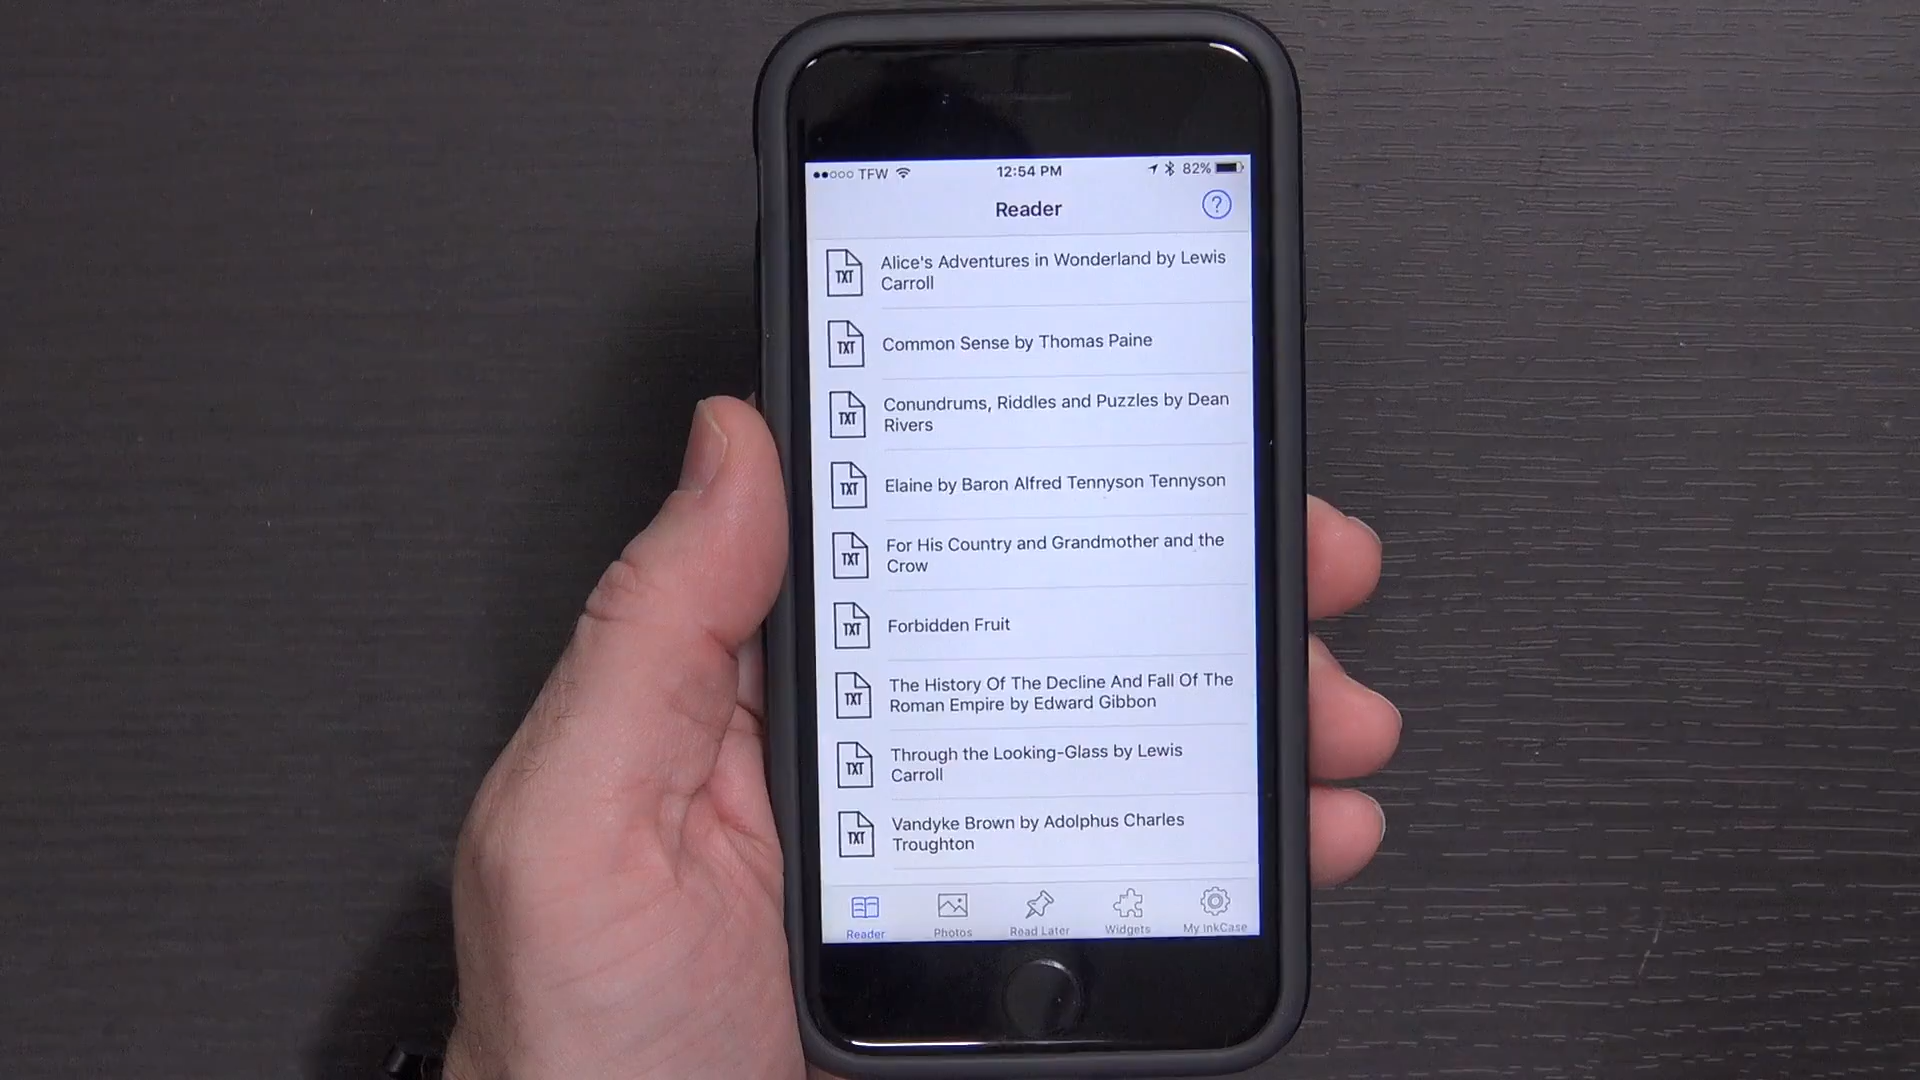 TFW 12:54 PM 82%
Reader
?
TXT
Alice's Adventures in Wonderland by Lewis
Carroll
TXT
Common Sense by Thomas Paine
TXT
Conundrums, Riddles and Puzzles by Dean
Rivers
TXT
Elaine by Baron Alfred Tennyson Tennyson
TXT
For His Country and Grandmother and the
Crow
TXT
Forbidden Fruit
TXT
The History Of The Decline And Fall Of The
Roman Empire by Edward Gibbon
TXT
Through the Looking-Glass by Lewis
Carroll
TXT
Vandyke Brown by Adolphus Charles
Troughton
Reader Photos Read Later Widgets My InkCase